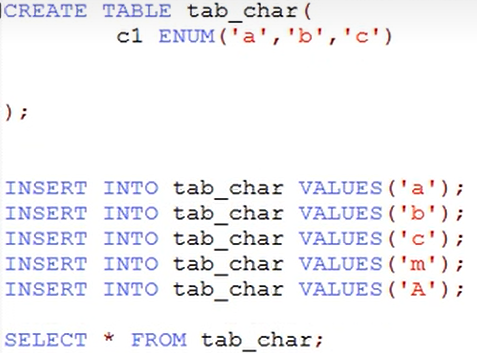 CREATE TABLE tab_char(
c1 ENUM('a','b','c')
);
INSERT INTO tab_char VALUES('a');
INSERT INTO tab_char VALUES('b');
INSERT INTO tab_char VALUES('c');
INSERT INTO tab_char VALUES('m');
INSERT INTO tab_char VALUES('A');
SELECT * FROM tab_char;